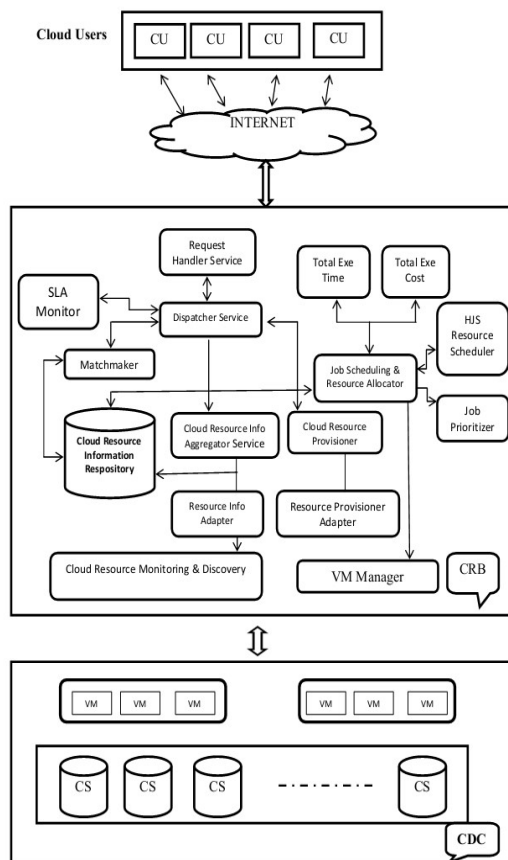 Cloud Users
CU CU CU CU
INTERNET
Request
Handler Service
Total Exe
Time
Total Exe
Cost
SLA
Monitor
Dispatcher Service
HJS
Resource
Scheduler
Matchmaker
Job Scheduling &
Resource Allocator
Cloud Resource
Information
Respository
Cloud Resource Info
Aggregator Service
Cloud Resource
Provisioner
Job
Prioritizer
Resource Info
Adapter
Resource Provisioner
Adapter
Cloud Resource Monitoring & Discovery
VM Manager
CRB
VM VM VM VM VM VM
CS CS CS CS
CDC